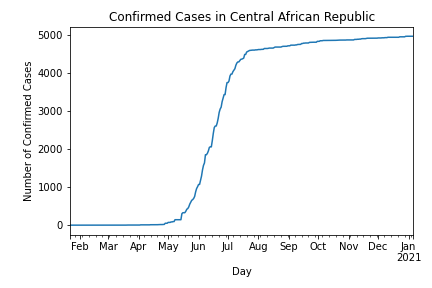 Confirmed Cases in Central African Republic
Number of Confirmed Cases
5000
4000
3000
2000
1000
0
Feb Mar Apr May Jun Jul Aug Sep Oct Nov Dec Jan
2021
Day